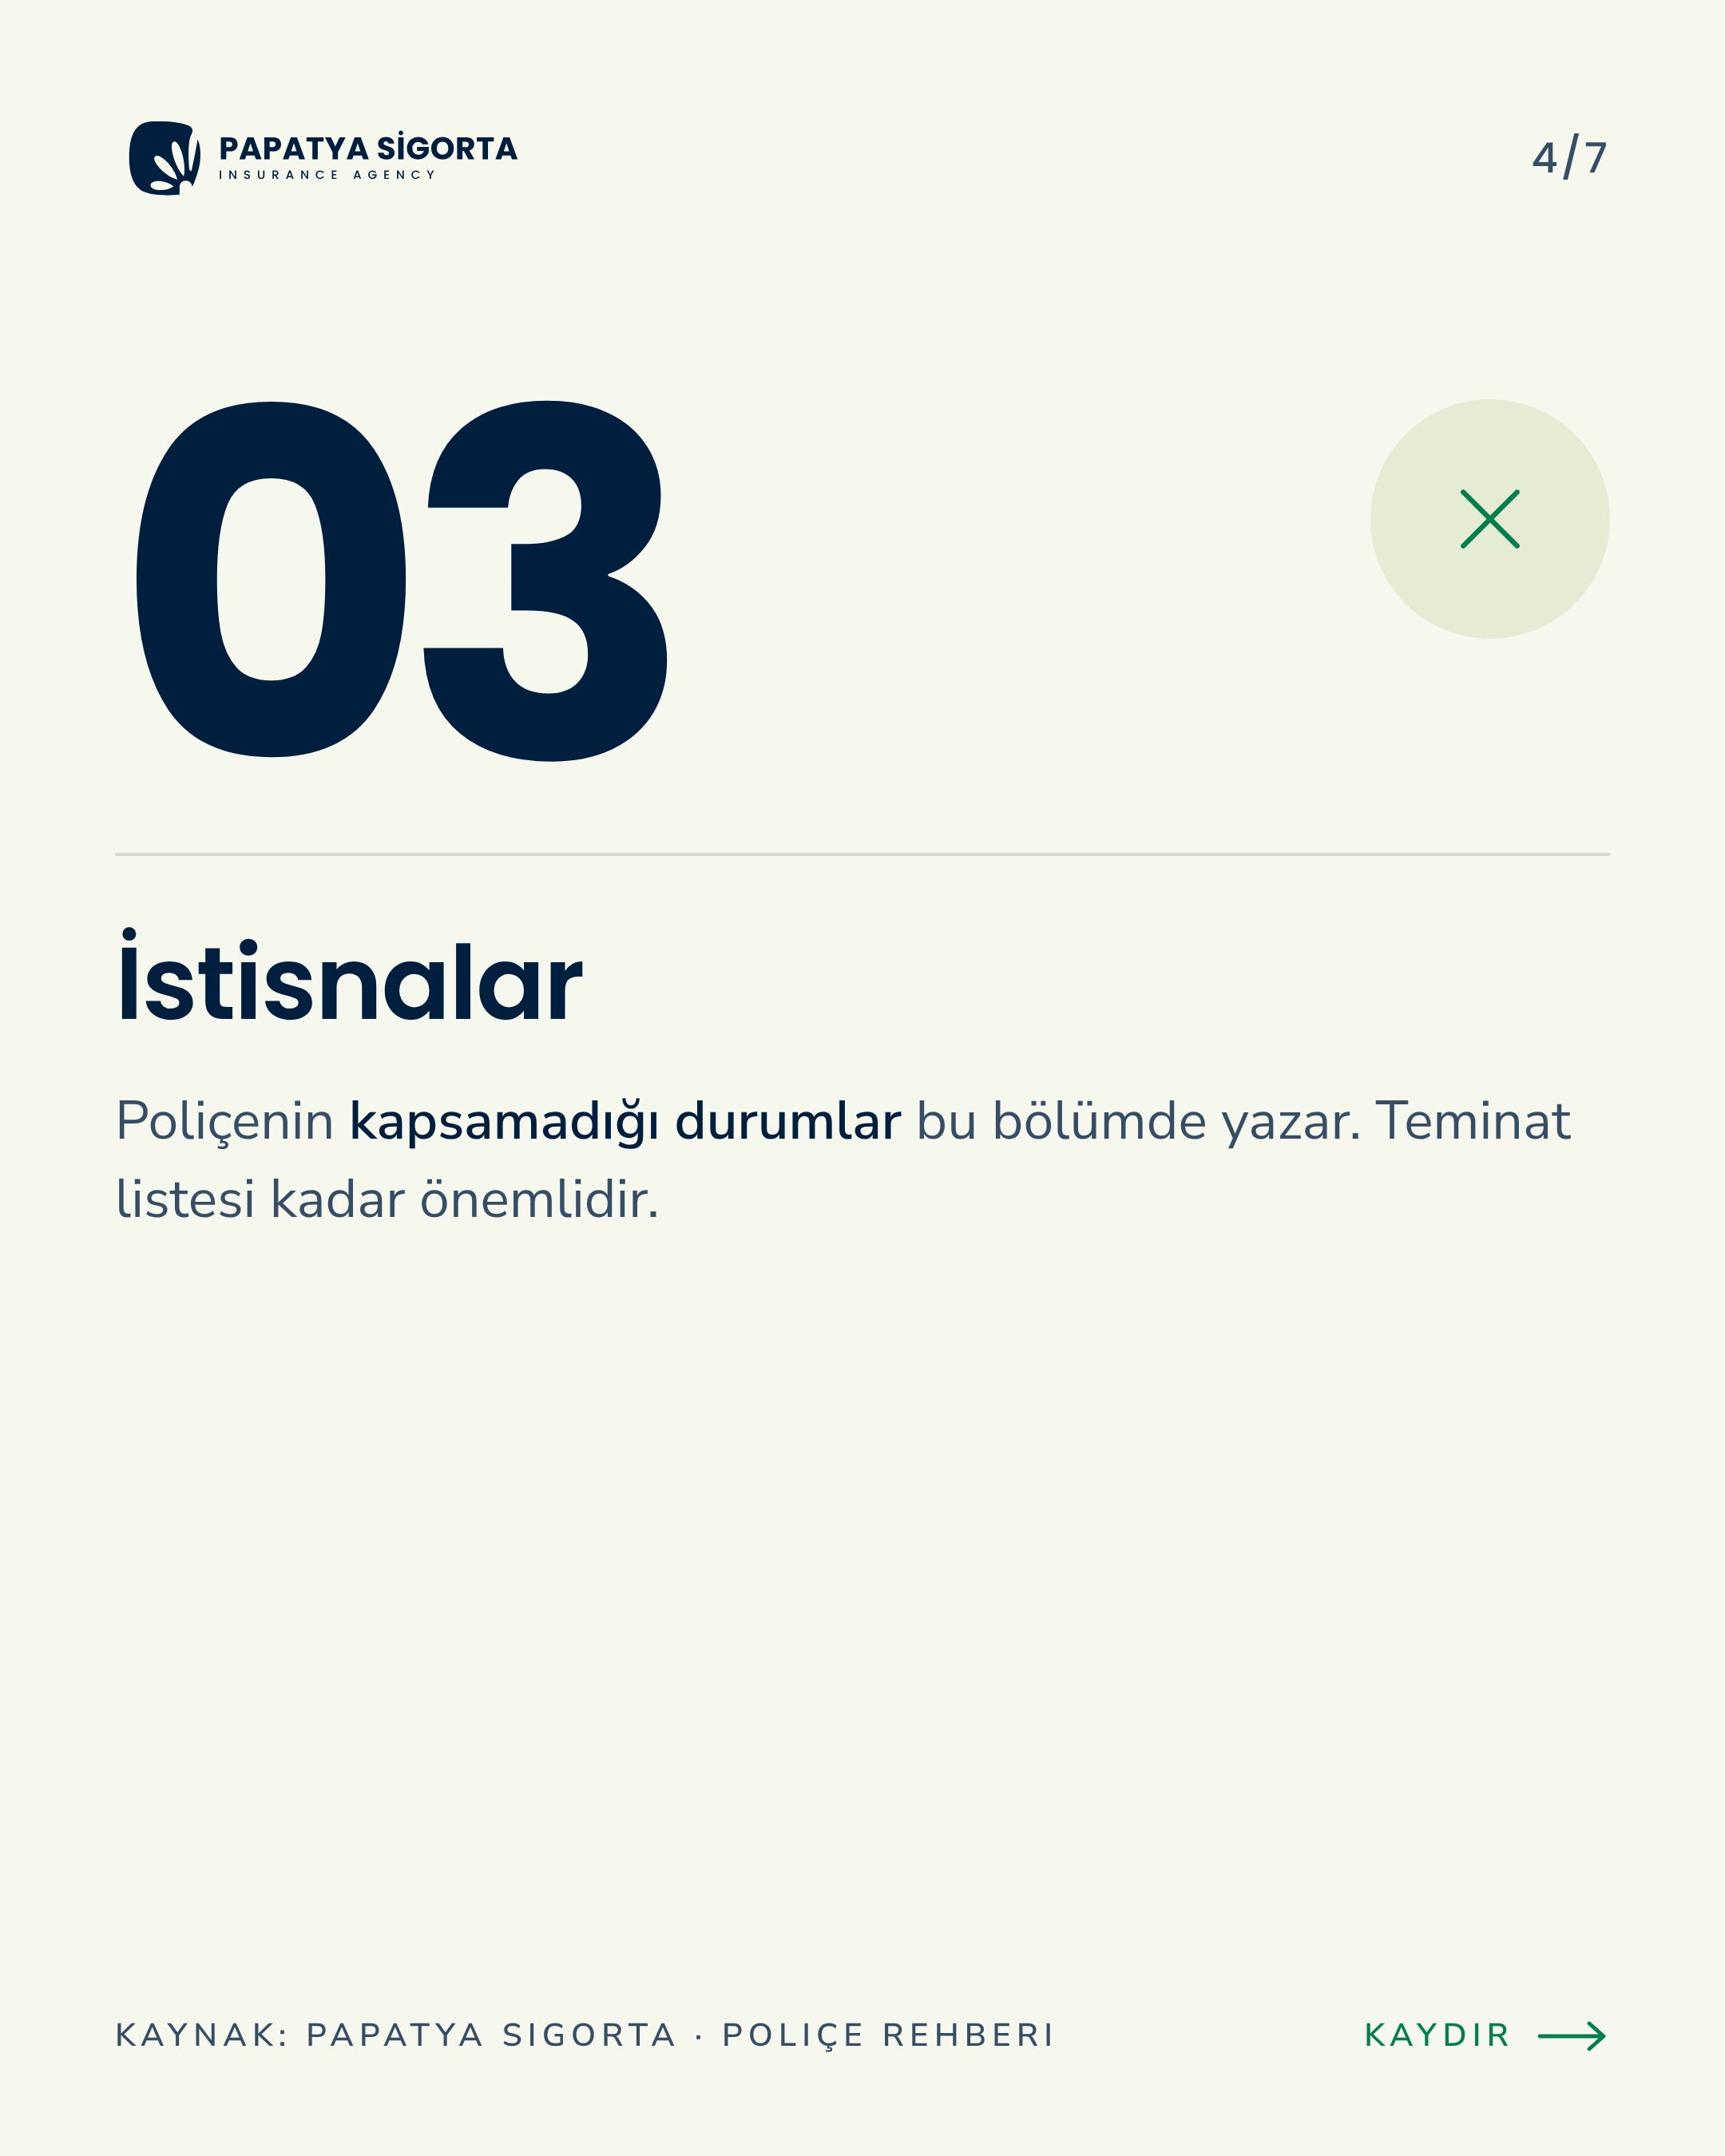 PAPATYA SİGORTA
INSURANCE AGENCY
4/7
03
İstisnalar
Poliçenin kapsamadığı durumlar bu bölümde yazar. Teminat
listesi kadar önemlidir.
KAYNAK: PAPATYA SIGORTA · POLIÇE REHBERI
KAYDIR